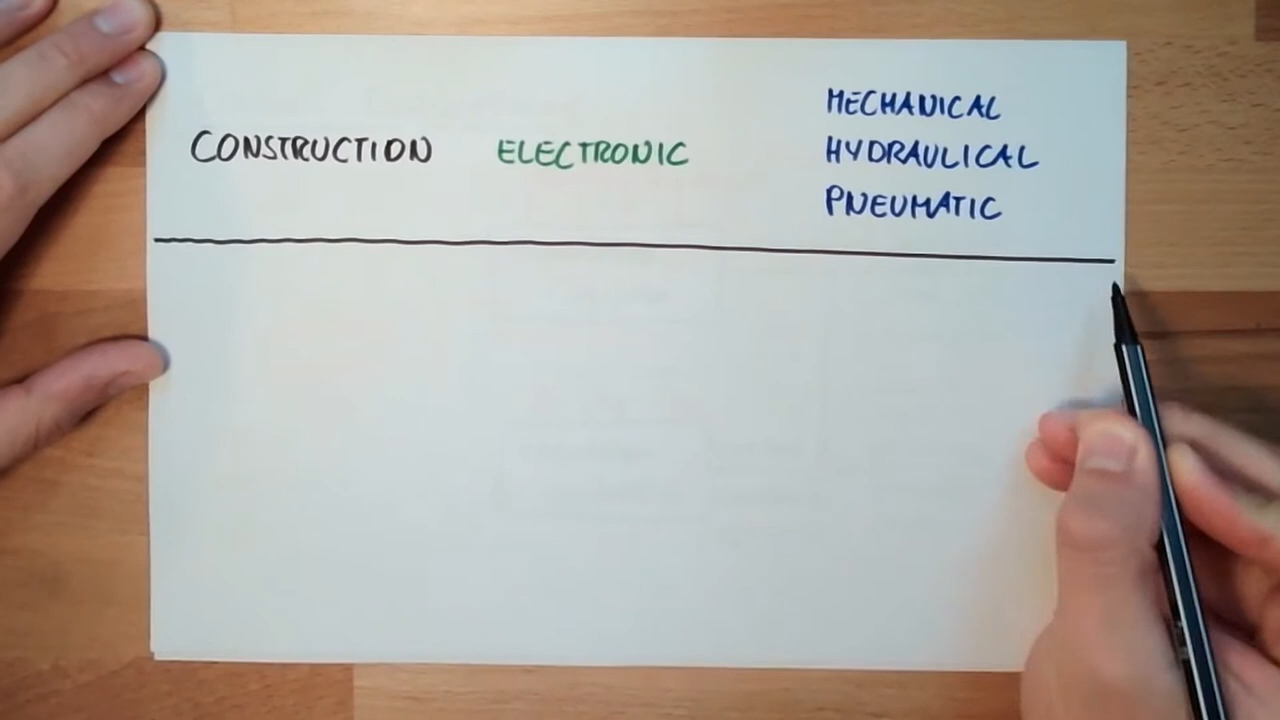 CONSTRUCTION
ELECTRONIC
MECHANICAL
HYDRAULICAL
PNEUMATIC